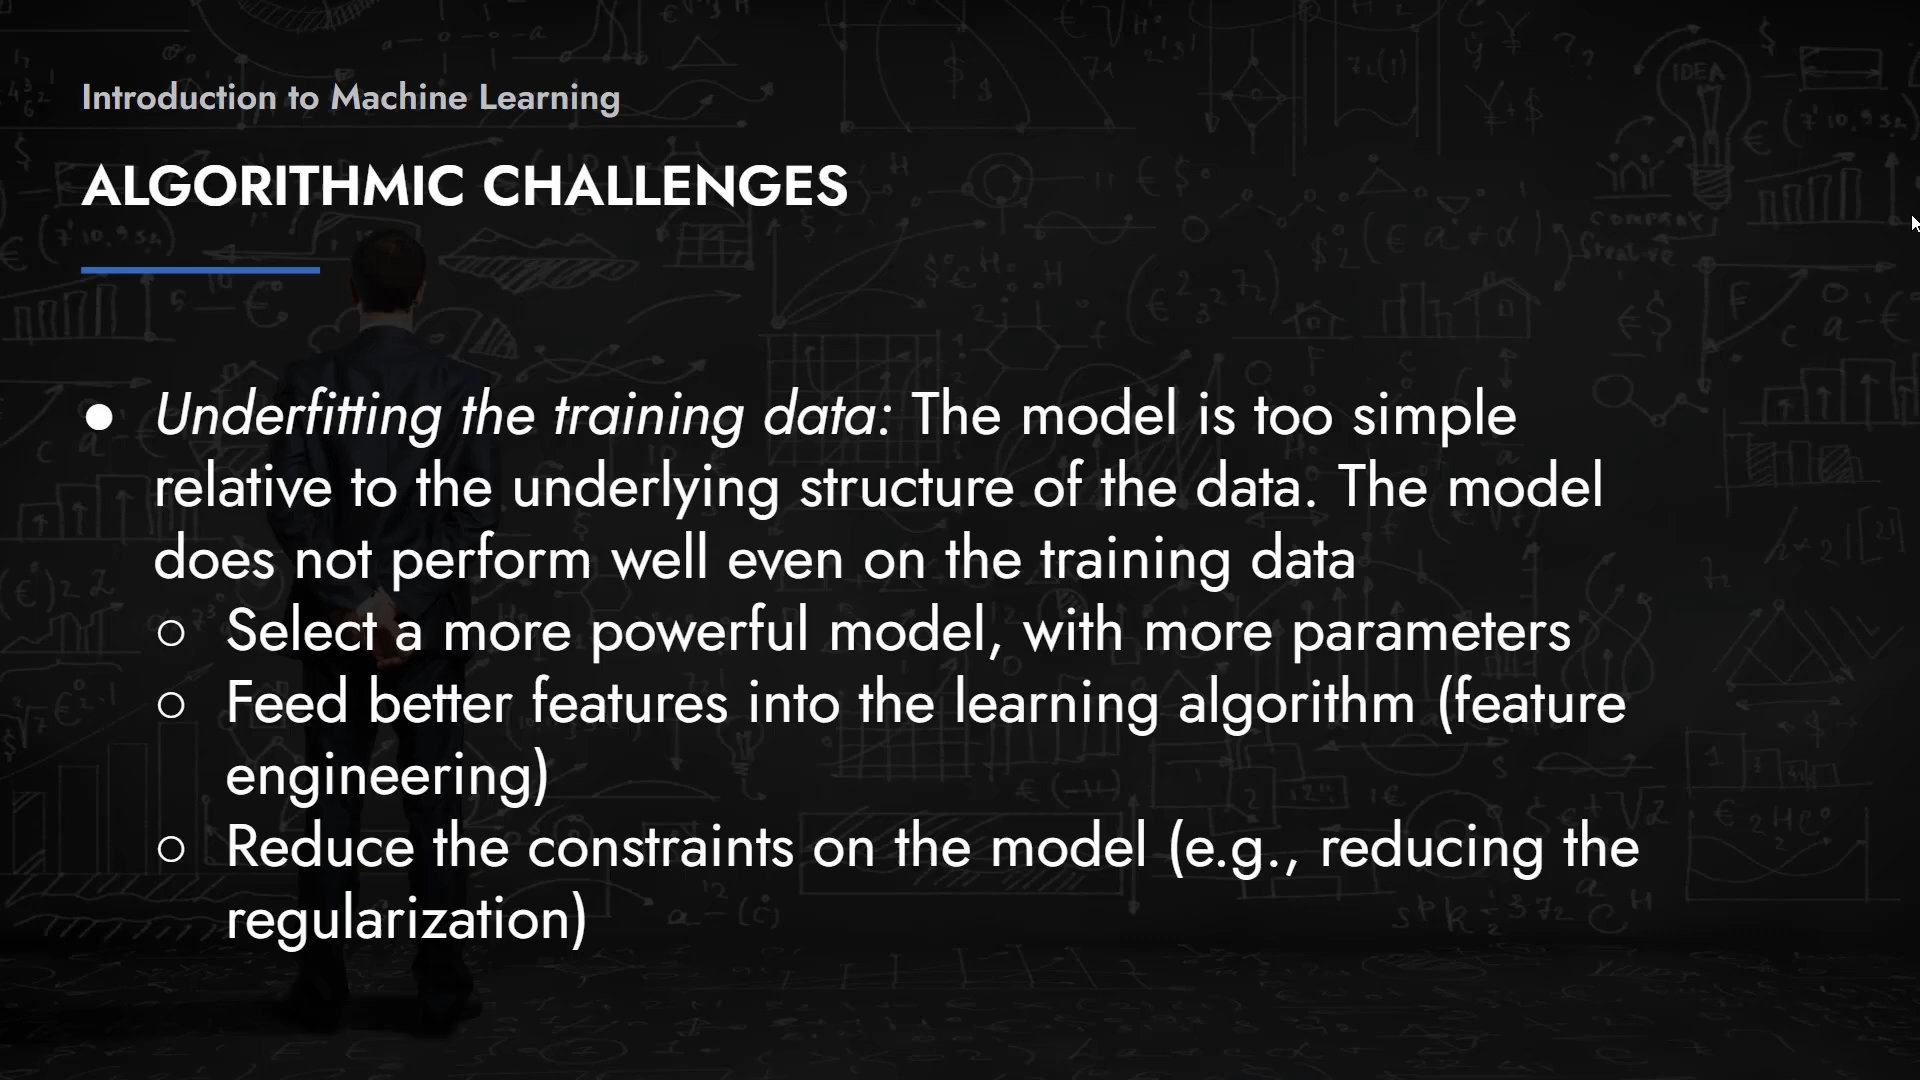 Introduction to Machine Learning
ALGORITHMIC CHALLENGES
● Underfitting the training data: The model is too simple
relative to the underlying structure of the data. The model
does not perform well even on the training data
○ Select a more powerful model, with more parameters
○ Feed better features into the learning algorithm (feature
engineering)
○ Reduce the constraints on the model (e.g., reducing the
regularization)
IDEA